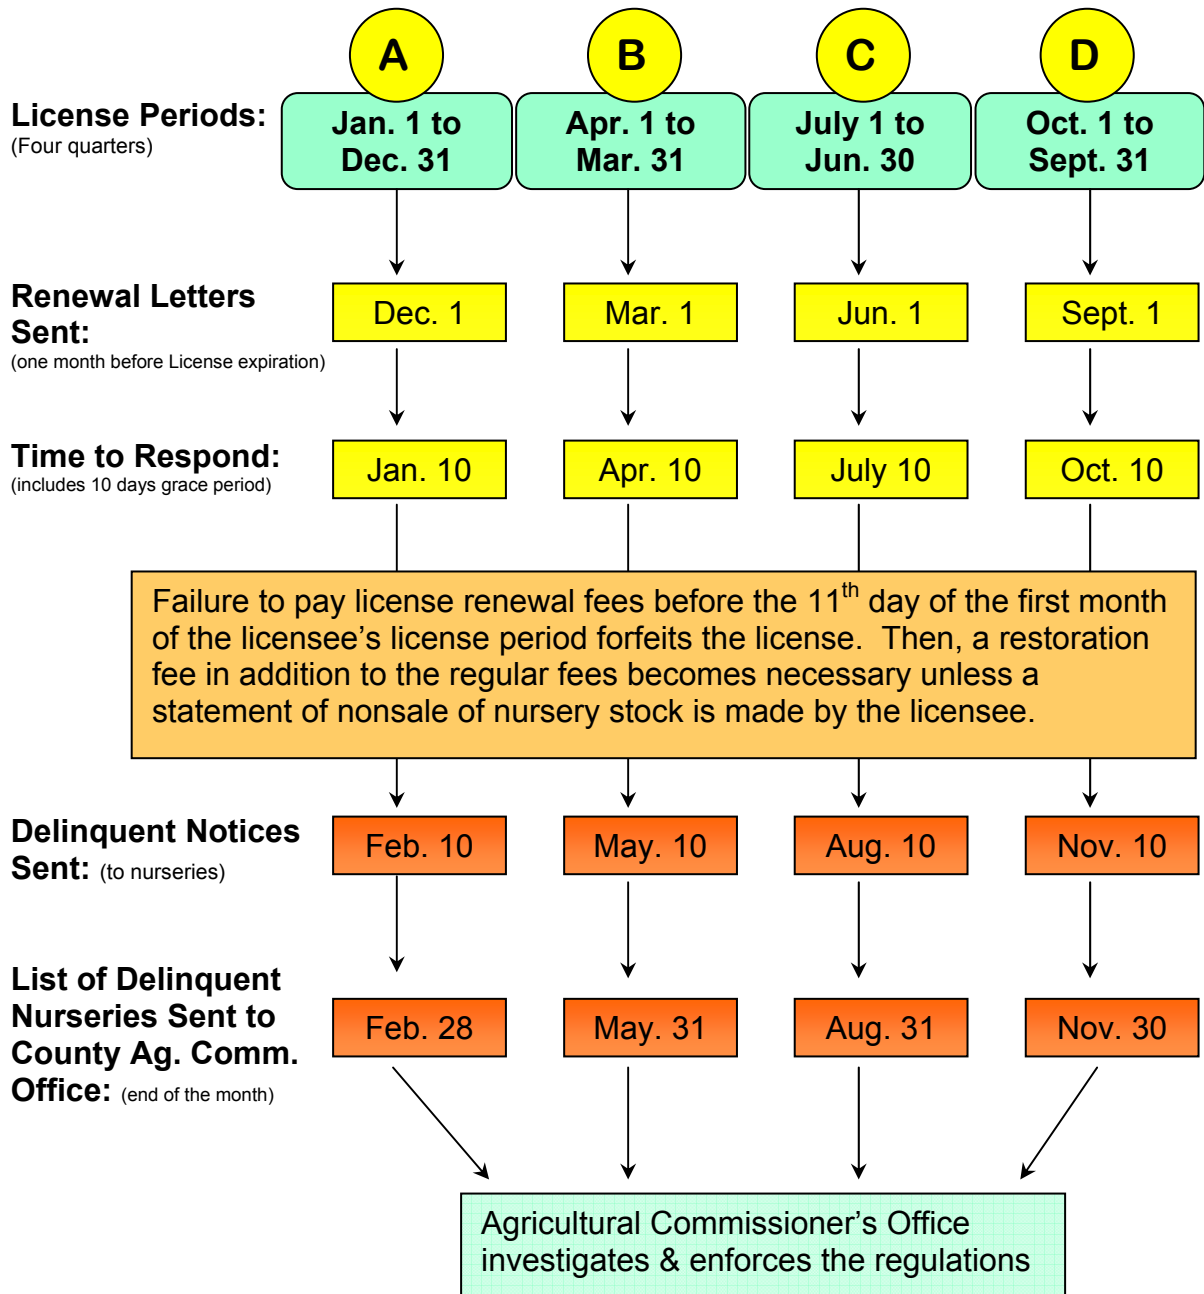 A
B
C
D
License Periods:
(Four quarters)
Jan. 1 to
Dec. 31
Apr. 1 to
Mar. 31
July 1 to
Jun. 30
Oct. 1 to
Sept. 31
Renewal Letters
Sent:
(one month before License expiration)
Dec. 1
Mar. 1
Jun. 1
Sept. 1
Time to Respond:
(includes 10 days grace period)
Jan. 10
Apr. 10
July 10
Oct. 10
Failure to pay license renewal fees before the 11th day of the first month
of the licensee’s license period forfeits the license.  Then, a restoration
fee in addition to the regular fees becomes necessary unless a
statement of nonsale of nursery stock is made by the licensee.
Delinquent Notices
Sent: (to nurseries)
Feb. 10
May. 10
Aug. 10
Nov. 10
List of Delinquent
Nurseries Sent to
County Ag. Comm.
Office: (end of the month)
Feb. 28
May. 31
Aug. 31
Nov. 30
Agricultural Commissioner’s Office
investigates & enforces the regulations